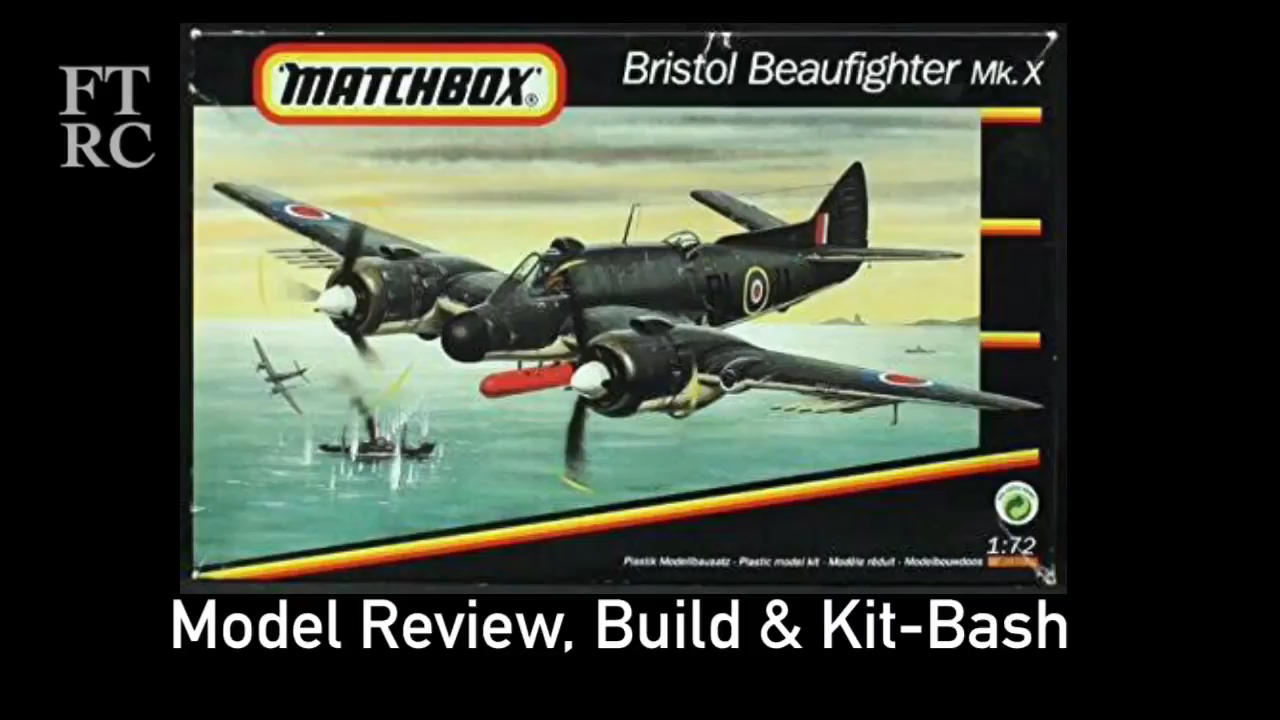 FT
RC
MATCHBOX®
Bristol Beaufighter Mk.X
1:72
Plastik Modellbausatz · Plastic model kit · Modèle réduit · Modelbouwdoos
Model Review, Build & Kit-Bash